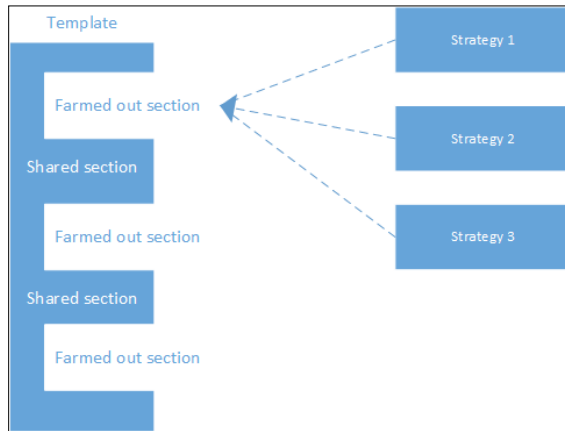 Template
Farmed out section
Shared section
Farmed out section
Shared section
Farmed out section
Strategy 1
Strategy 2
Strategy 3